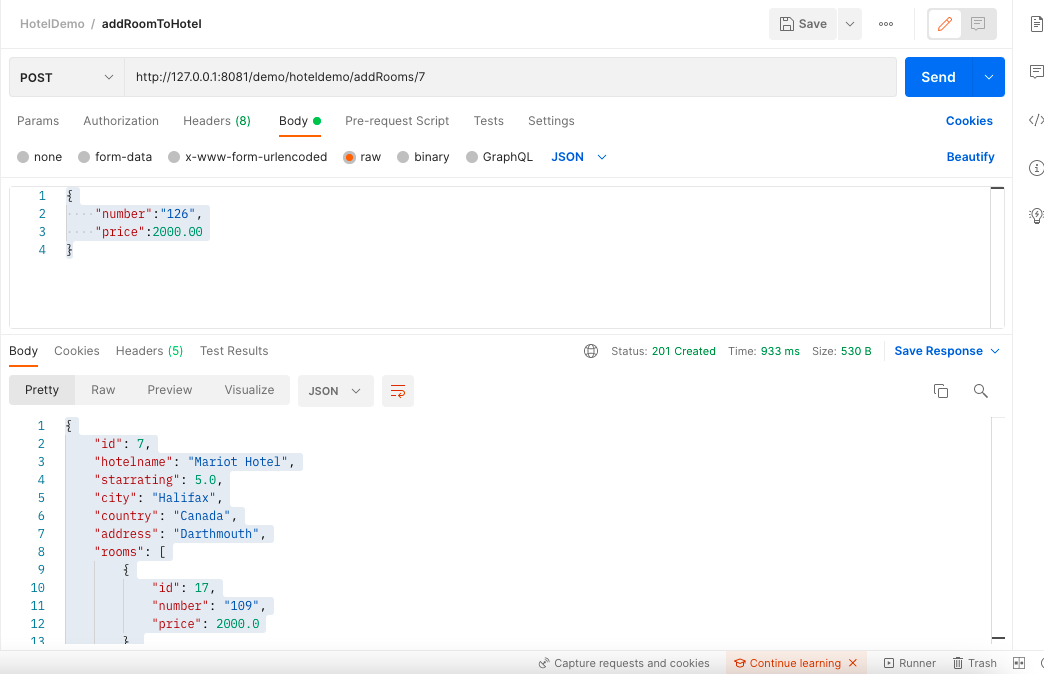 HotelDemo / addRoomToHotel
Save
POST http://127.0.0.1:8081/demo/hoteldemo/addRooms/7 Send
Params Authorization Headers (8) Body Pre-request Script Tests Settings Cookies
none form-data x-www-form-urlencoded raw binary GraphQL JSON Beautify
1 {
2 ····"number":"126",
3 ····"price":2000.00
4 }
Body Cookies Headers (5) Test Results Status: 201 Created Time: 933 ms Size: 530 B Save Response
Pretty Raw Preview Visualize JSON
1 {
2 "id": 7,
3 "hotelname": "Mariot Hotel",
4 "starrating": 5.0,
5 "city": "Halifax",
6 "country": "Canada",
7 "address": "Darthmouth",
8 "rooms": [
9 {
10 "id": 17,
11 "number": "109",
12 "price": 2000.0
13 }
Capture requests and cookies Continue learning Runner Trash